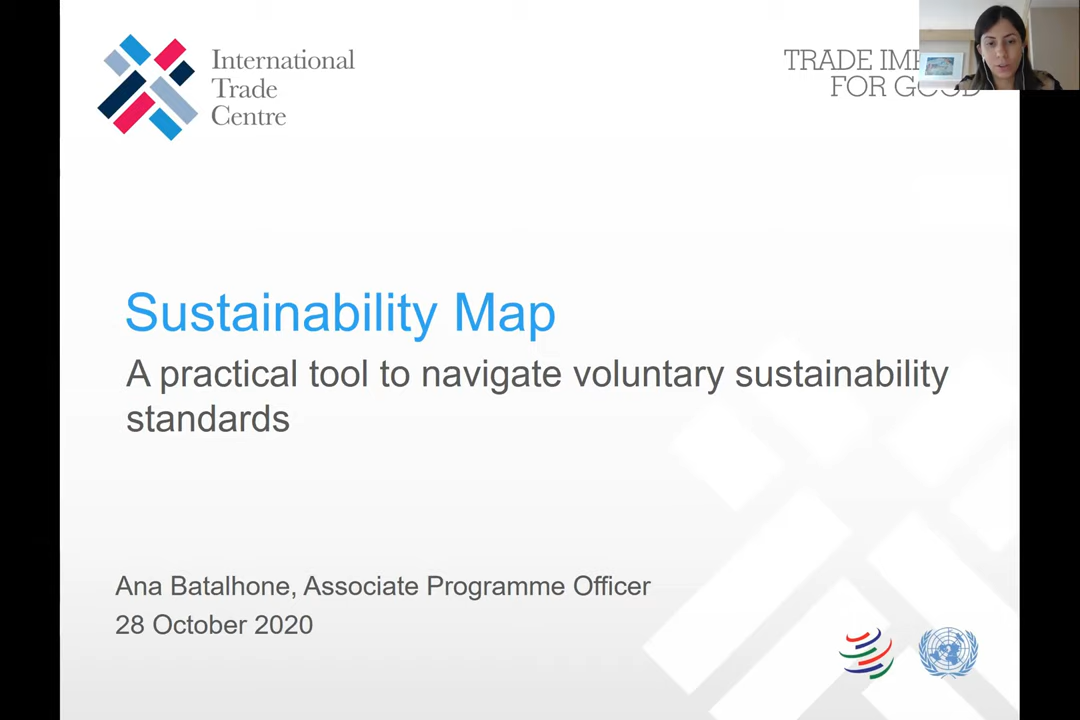 International
Trade
Centre
TRADE IM
FOR GOOD
Sustainability Map
A practical tool to navigate voluntary sustainability
standards
Ana Batalhone, Associate Programme Officer
28 October 2020